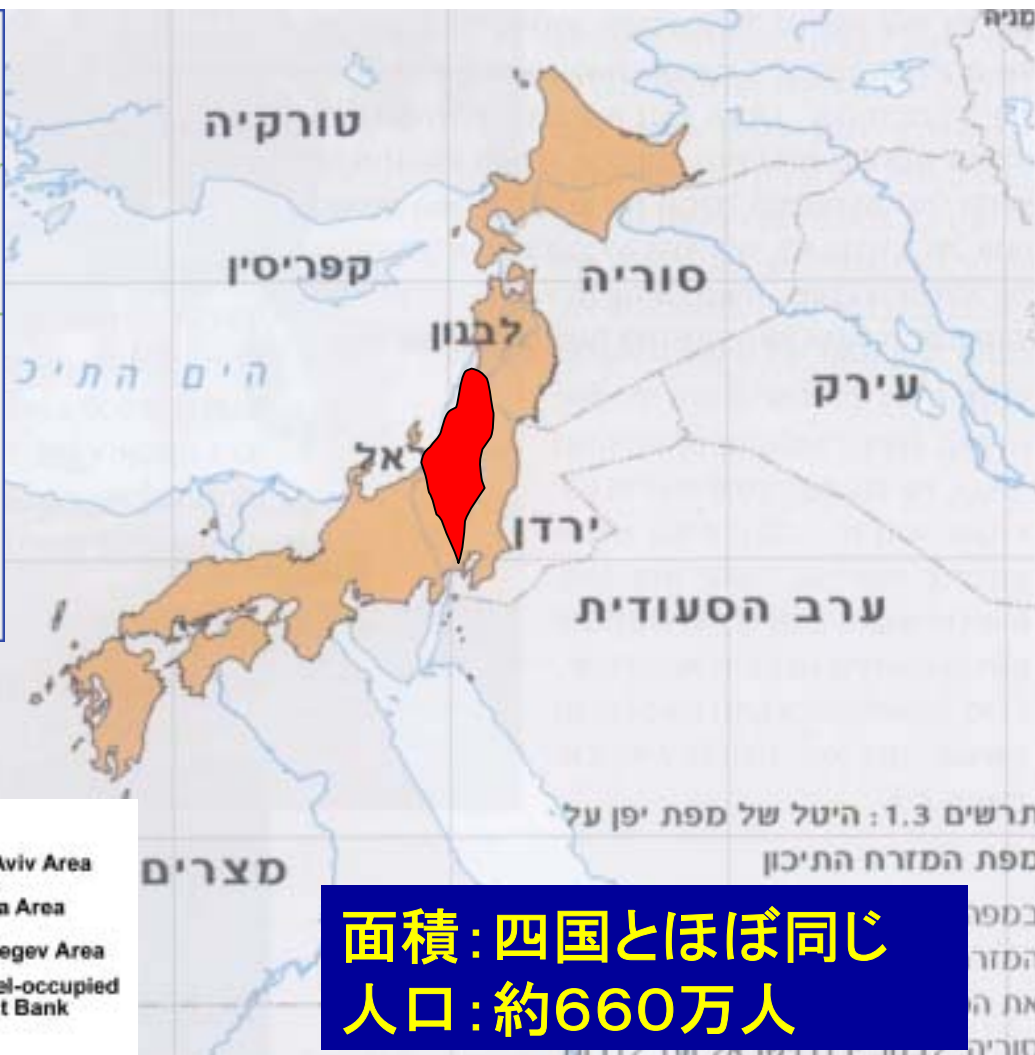 טורקיה
קפריסין
סוריה
לבנון
הים התיכ
עירק
ראל
ירדן
ערב הסעודית
תרשים 1.3: היטל של מפת יפן על
מפת המזרח התיכון
מצרים
Aviv Area
a Area
egev Area
el-occupied
t Bank
面積:四国とほぼ同じ
人口:約660万人